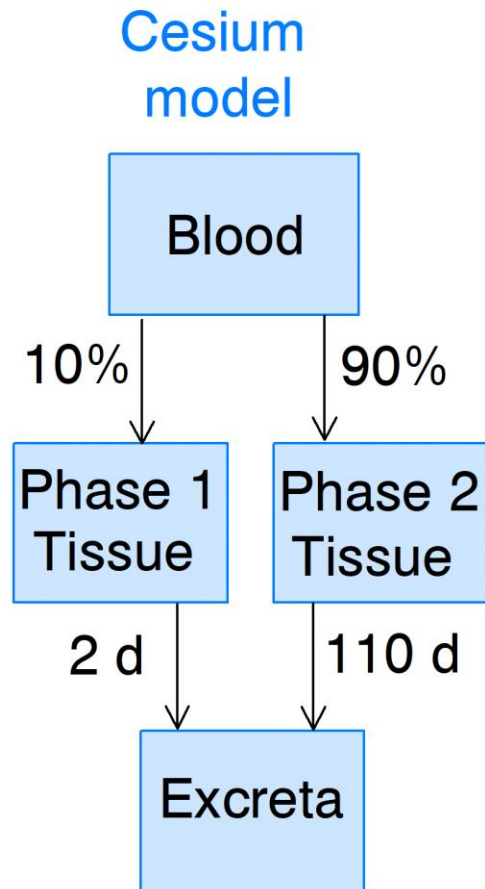 Cesium
model
Blood
10%
90%
Phase 1
Tissue
Phase 2
Tissue
2 d
110 d
Excreta